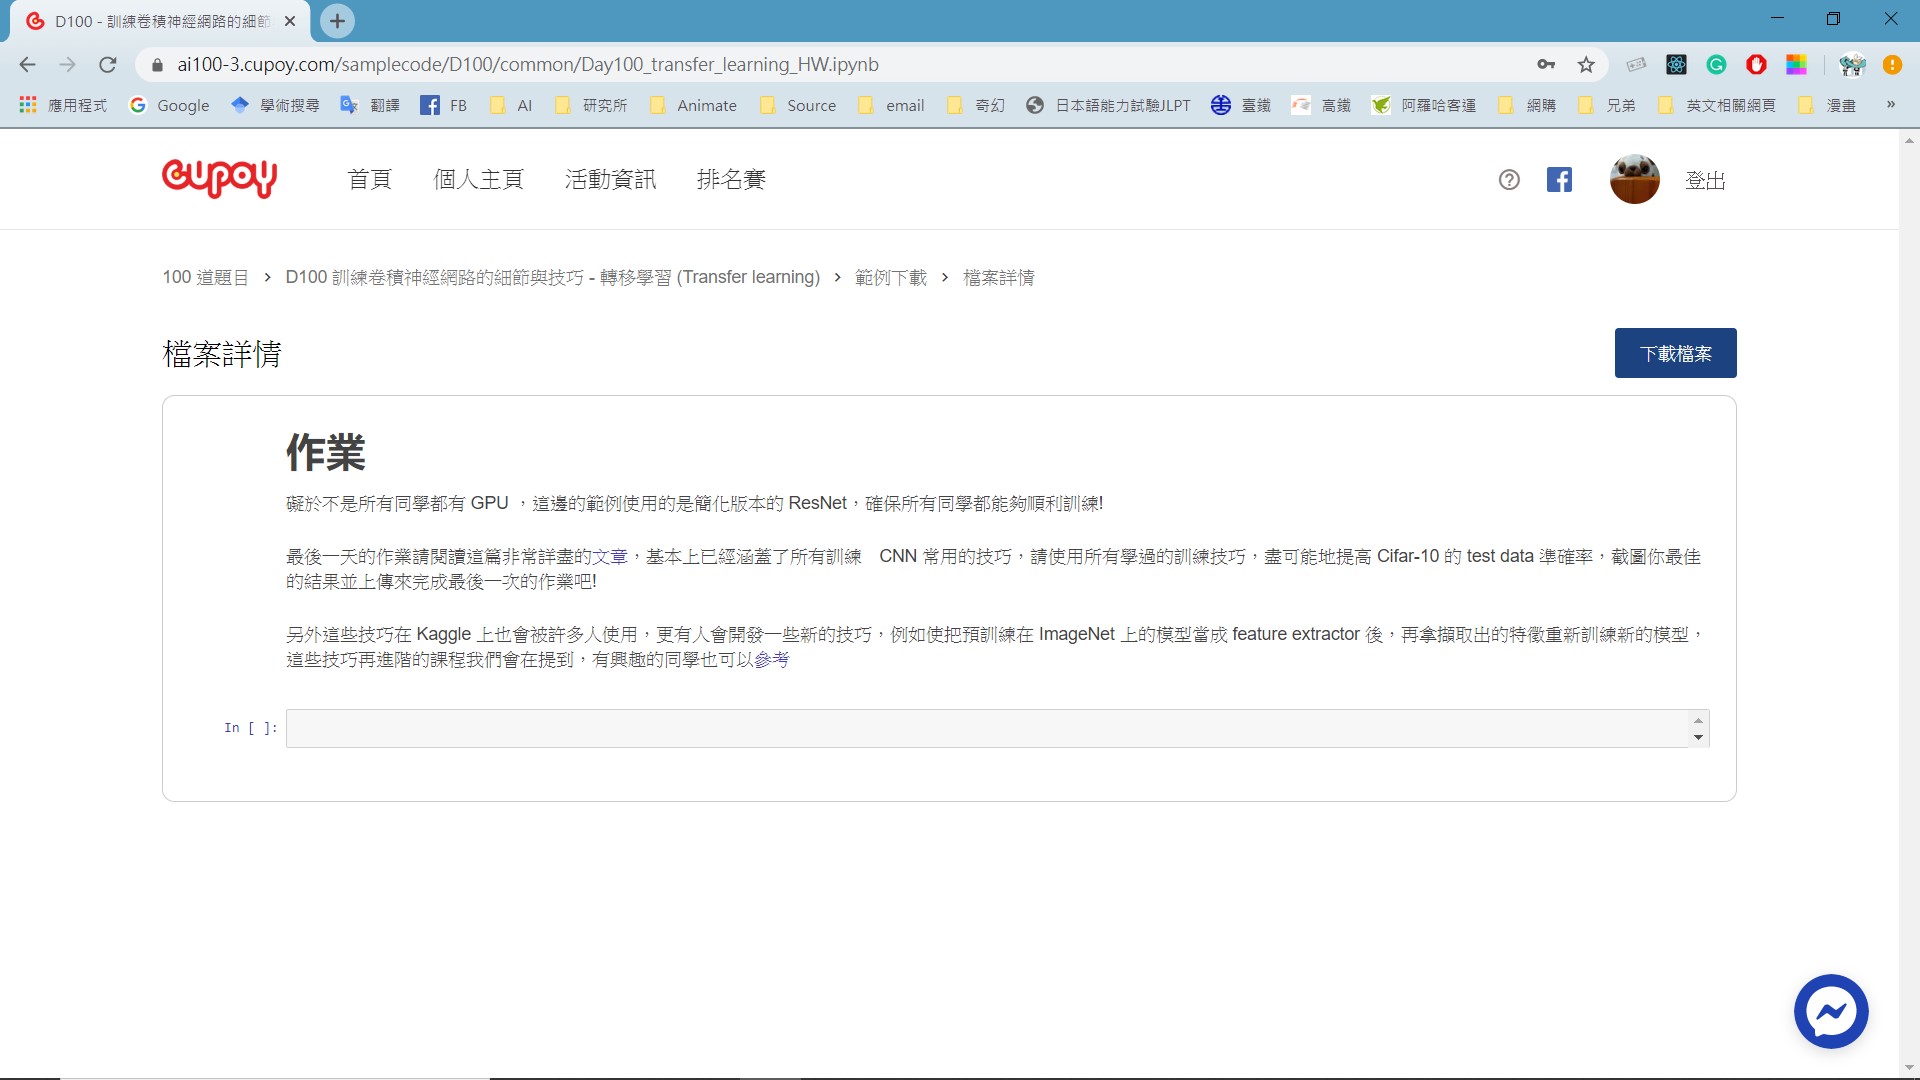 D100 - 訓練卷積神經網路的細節
ai100-3.cupoy.com/samplecode/D100/common/Day100_transfer_learning_HW.ipynb
應用程式 Google 學術搜尋 翻譯 FB AI 研究所 Animate Source email 奇幻 日本語能力試驗JLPT 臺鐵 高鐵 阿羅哈客運 網購 兄弟 英文相關網頁 漫畫 »
cupoy 首頁 個人主頁 活動資訊 排名賽 登出
100 道題目 > D100 訓練卷積神經網路的細節與技巧 - 轉移學習 (Transfer learning) > 範例下載 > 檔案詳情
檔案詳情 下載檔案
作業
礙於不是所有同學都有 GPU ，這邊的範例使用的是簡化版本的 ResNet，確保所有同學都能夠順利訓練!
最後一天的作業請閱讀這篇非常詳盡的文章，基本上已經涵蓋了所有訓練　CNN 常用的技巧，請使用所有學過的訓練技巧，盡可能地提高 Cifar-10 的 test data 準確率，截圖你最佳
的結果並上傳來完成最後一次的作業吧!
另外這些技巧在 Kaggle 上也會被許多人使用，更有人會開發一些新的技巧，例如使把預訓練在 ImageNet 上的模型當成 feature extractor 後，再拿擷取出的特徵重新訓練新的模型，
這些技巧再進階的課程我們會在提到，有興趣的同學也可以參考
In [ ]: